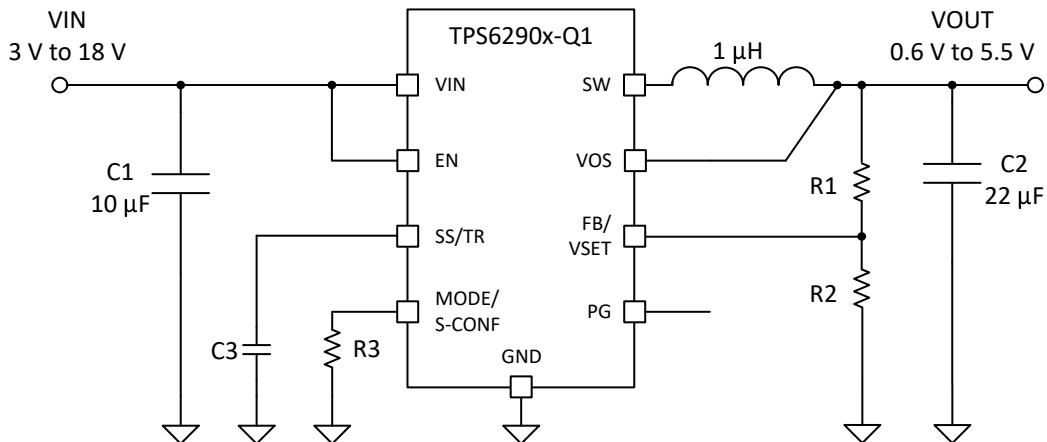 VIN
3 V to 18 V
TPS6290x-Q1
VOUT
0.6 V to 5.5 V
1 μH
VIN
SW
EN
VOS
C1
10 μF
R1
C2
22 μF
SS/TR
FB/
VSET
MODE/
S-CONF
R2
PG
C3
R3
GND